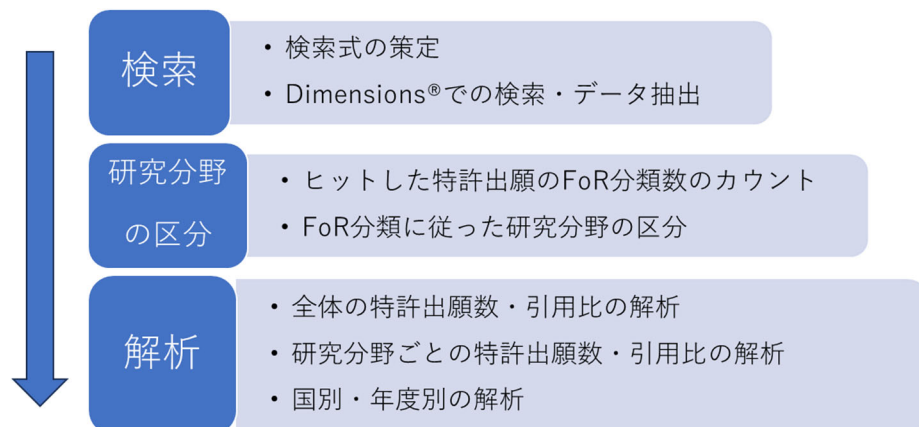 検索
• 検索式の策定
• Dimensions®での検索・データ抽出
研究分野
の区分
• ヒットした特許出願のFoR分類数のカウント
• FoR分類に従った研究分野の区分
解析
• 全体の特許出願数・引用比の解析
• 研究分野ごとの特許出願数・引用比の解析
• 国別・年度別の解析